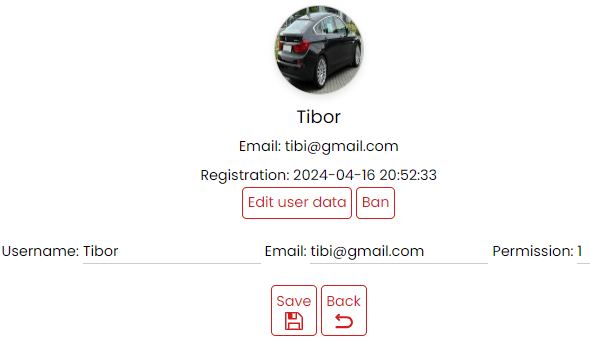 Tibor
Email: tibi@gmail.com
Registration: 2024-04-16 20:52:33
Edit user data Ban
Username: Tibor Email: tibi@gmail.com Permission: 1
Save Back